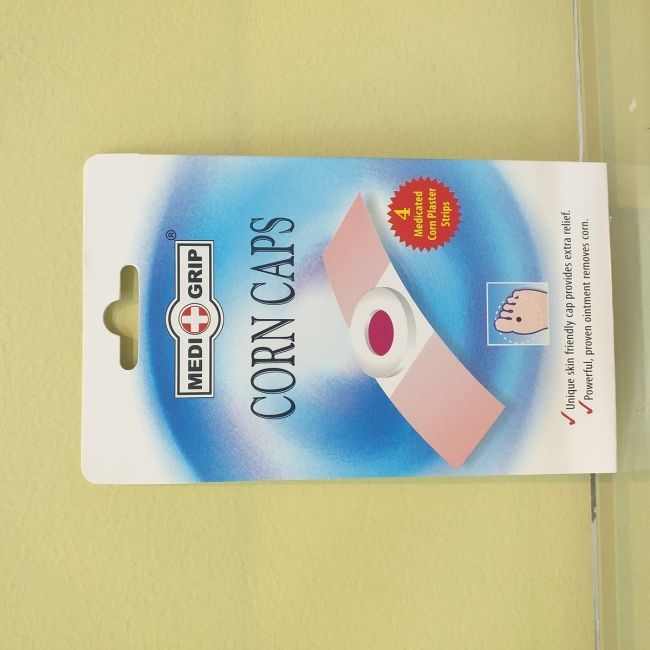 MEDI GRIP ®
CORN CAPS
4
Medicated
Corn Plaster
Strips
Unique skin friendly cap provides extra relief.
Powerful, proven ointment removes corn.